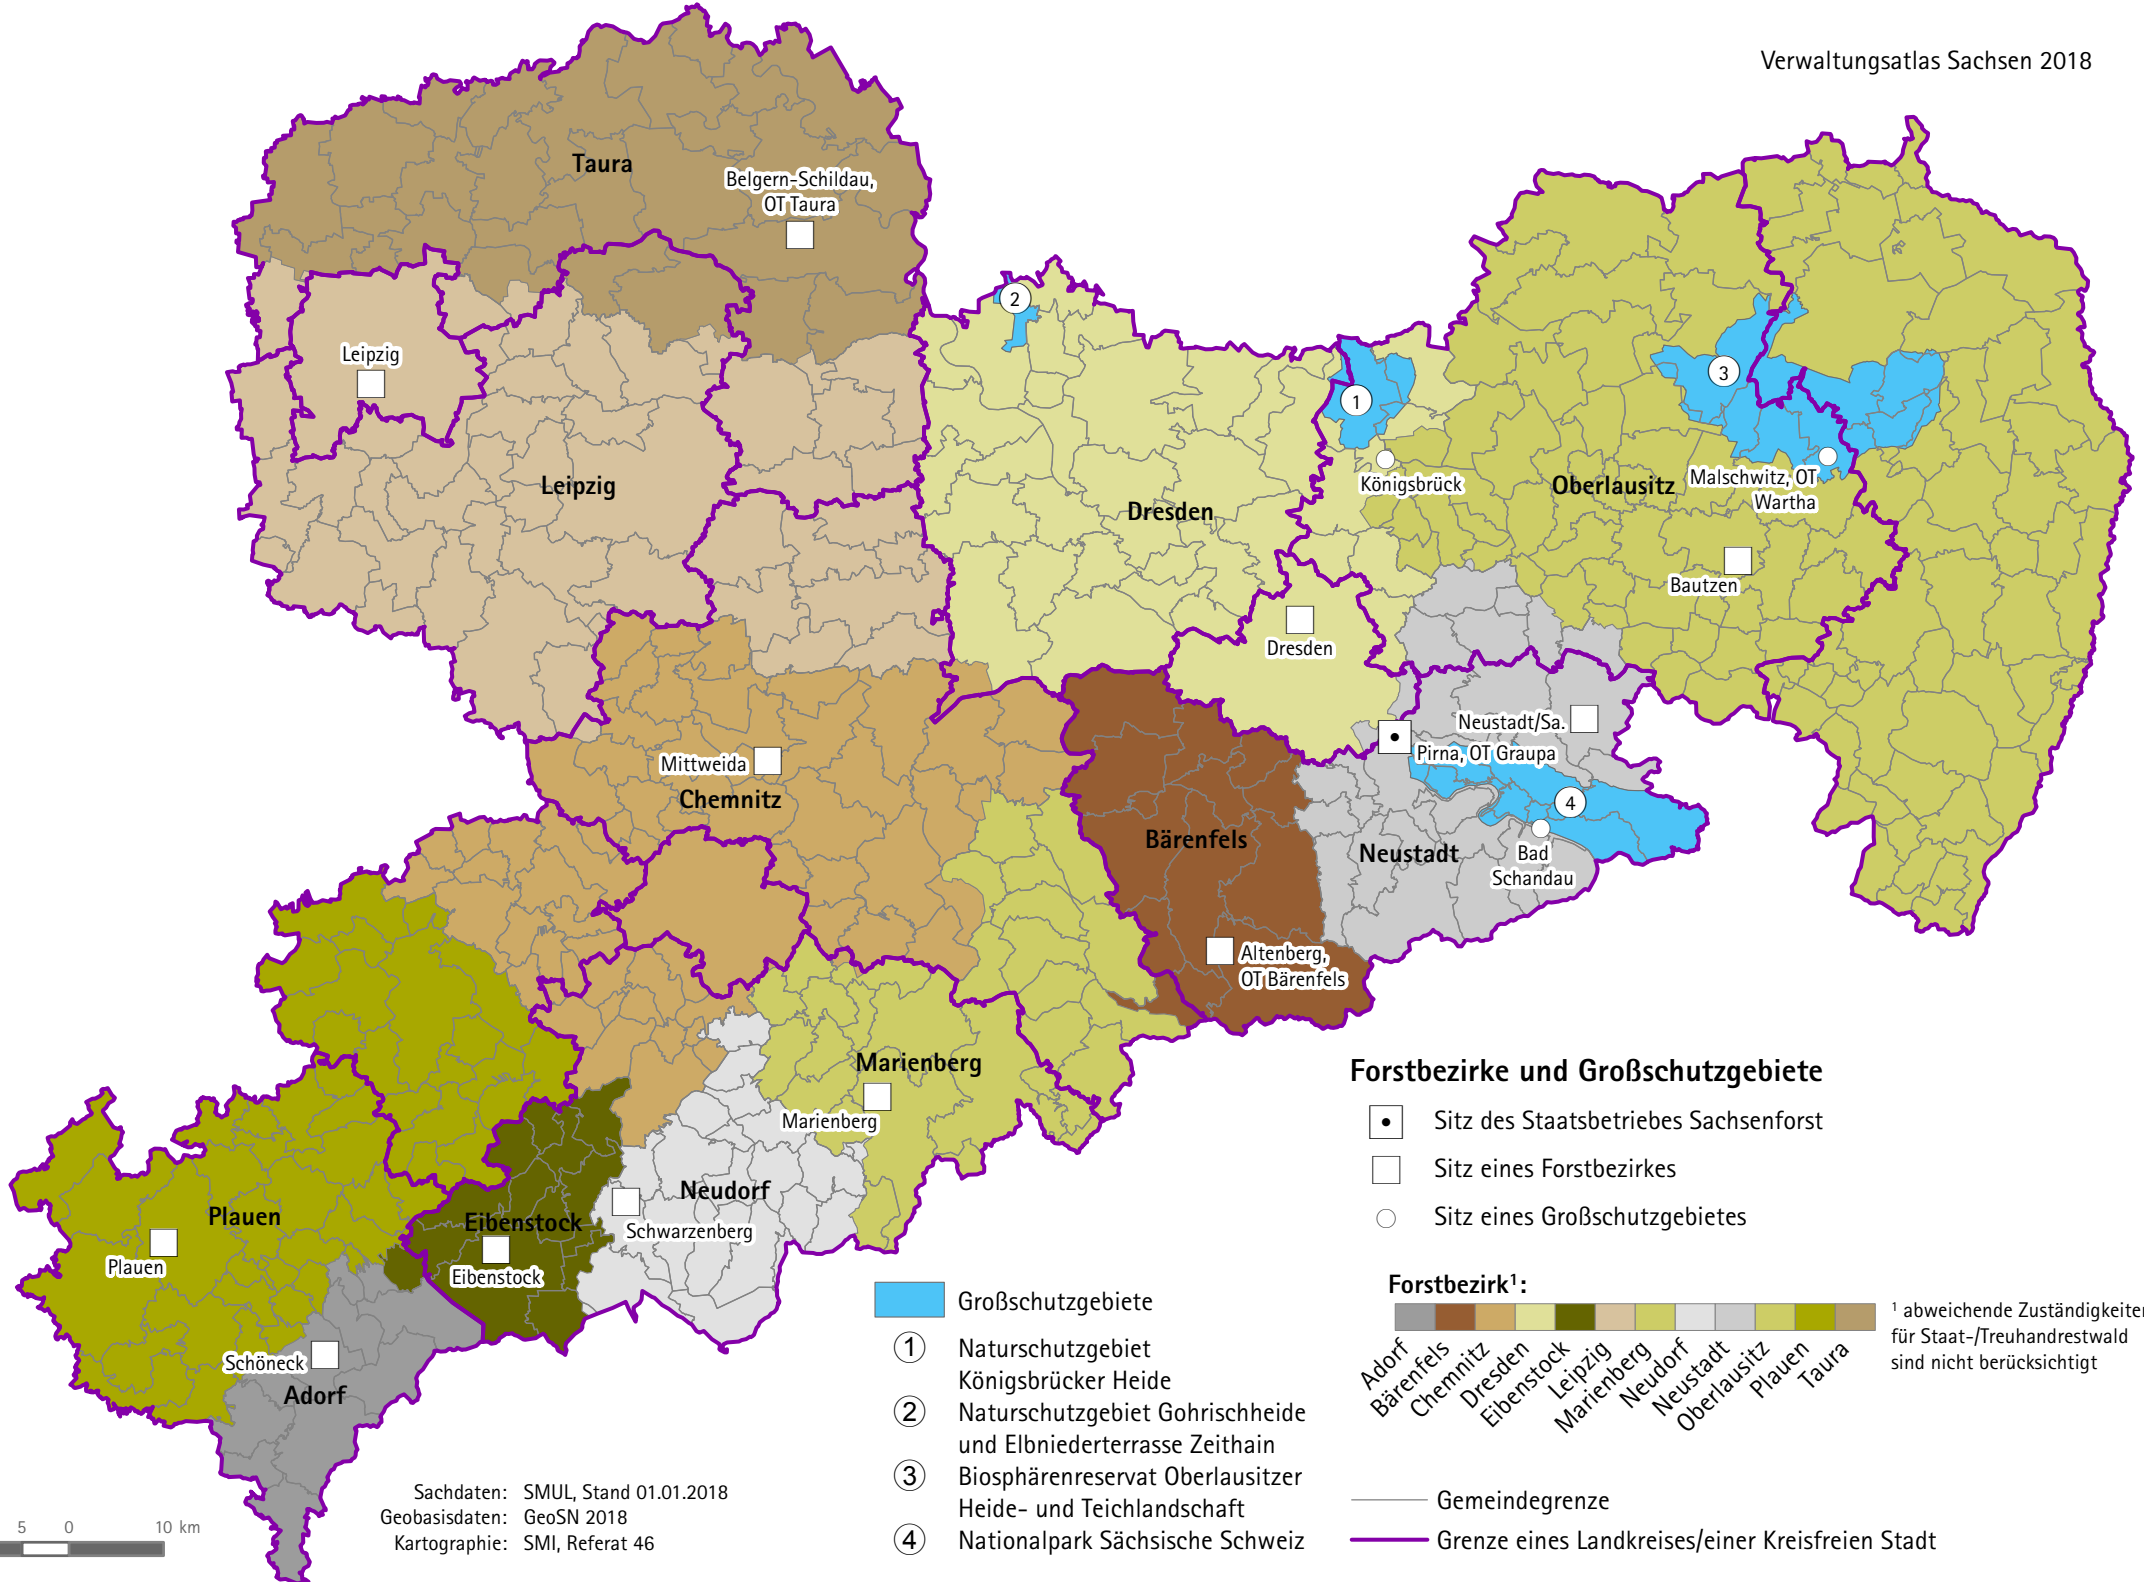 Verwaltungsatlas Sachsen 2018
Taura
Belgern-Schildau,
OT Taura
2
Leipzig
1
3
Leipzig
Königsbrück
Oberlausitz
Malschwitz, OT
Wartha
Dresden
Bautzen
Dresden
Neustadt/Sa.
Pirna, OT Graupa
Mittweida
Chemnitz
4
Bärenfels
Neustadt
Bad
Schandau
Altenberg,
OT Bärenfels
Marienberg
Marienberg
Neudorf
Schwarzenberg
Plauen
Plauen
Eibenstock
Eibenstock
Schöneck
Adorf
Forstbezirke und Großschutzgebiete
Sitz des Staatsbetriebes Sachsenforst
Sitz eines Forstbezirkes
Sitz eines Großschutzgebietes
Großschutzgebiete
1 Naturschutzgebiet
Königsbrücker Heide
2 Naturschutzgebiet Gohrischheide
und Elbniederterrasse Zeithain
3 Biosphärenreservat Oberlausitzer
Heide- und Teichlandschaft
4 Nationalpark Sächsische Schweiz
Forstbezirk¹:
Adorf
Bärenfels
Chemnitz
Dresden
Eibenstock
Leipzig
Marienberg
Neudorf
Neustadt
Oberlausitz
Plauen
Taura
¹ abweichende Zuständigkeiten
für Staat-/Treuhandrestwald
sind nicht berücksichtigt
Gemeindegrenze
Grenze eines Landkreises/einer Kreisfreien Stadt
Sachdaten: SMUL, Stand 01.01.2018
Geobasisdaten: GeoSN 2018
Kartographie: SMI, Referat 46
5 0 10 km